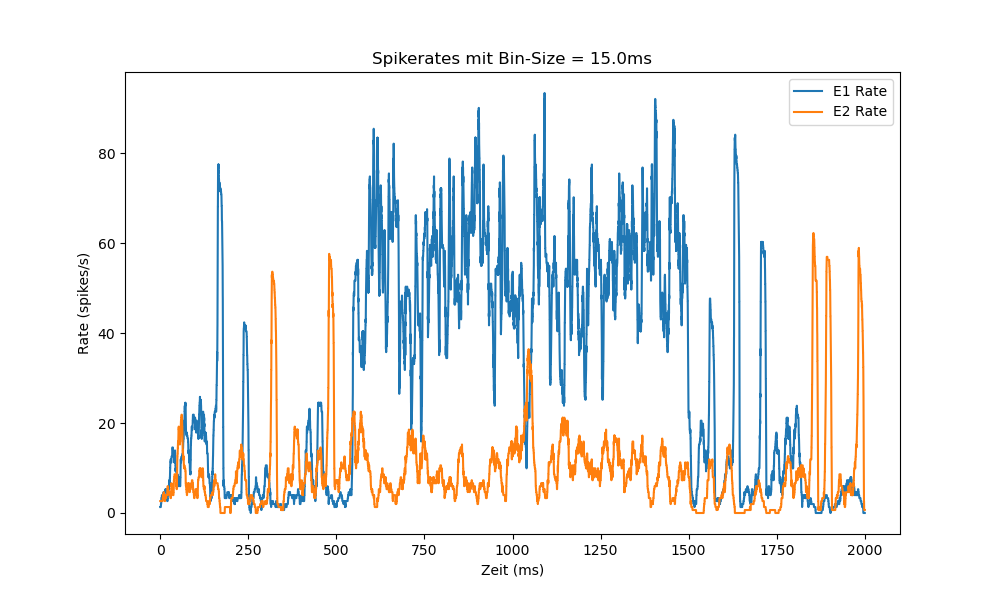 Spikerates mit Bin-Size = 15.0ms
E1 Rate
E2 Rate
Rate (spikes/s)
80
60
40
20
0
0 250 500 750 1000 1250 1500 1750 2000
Zeit (ms)